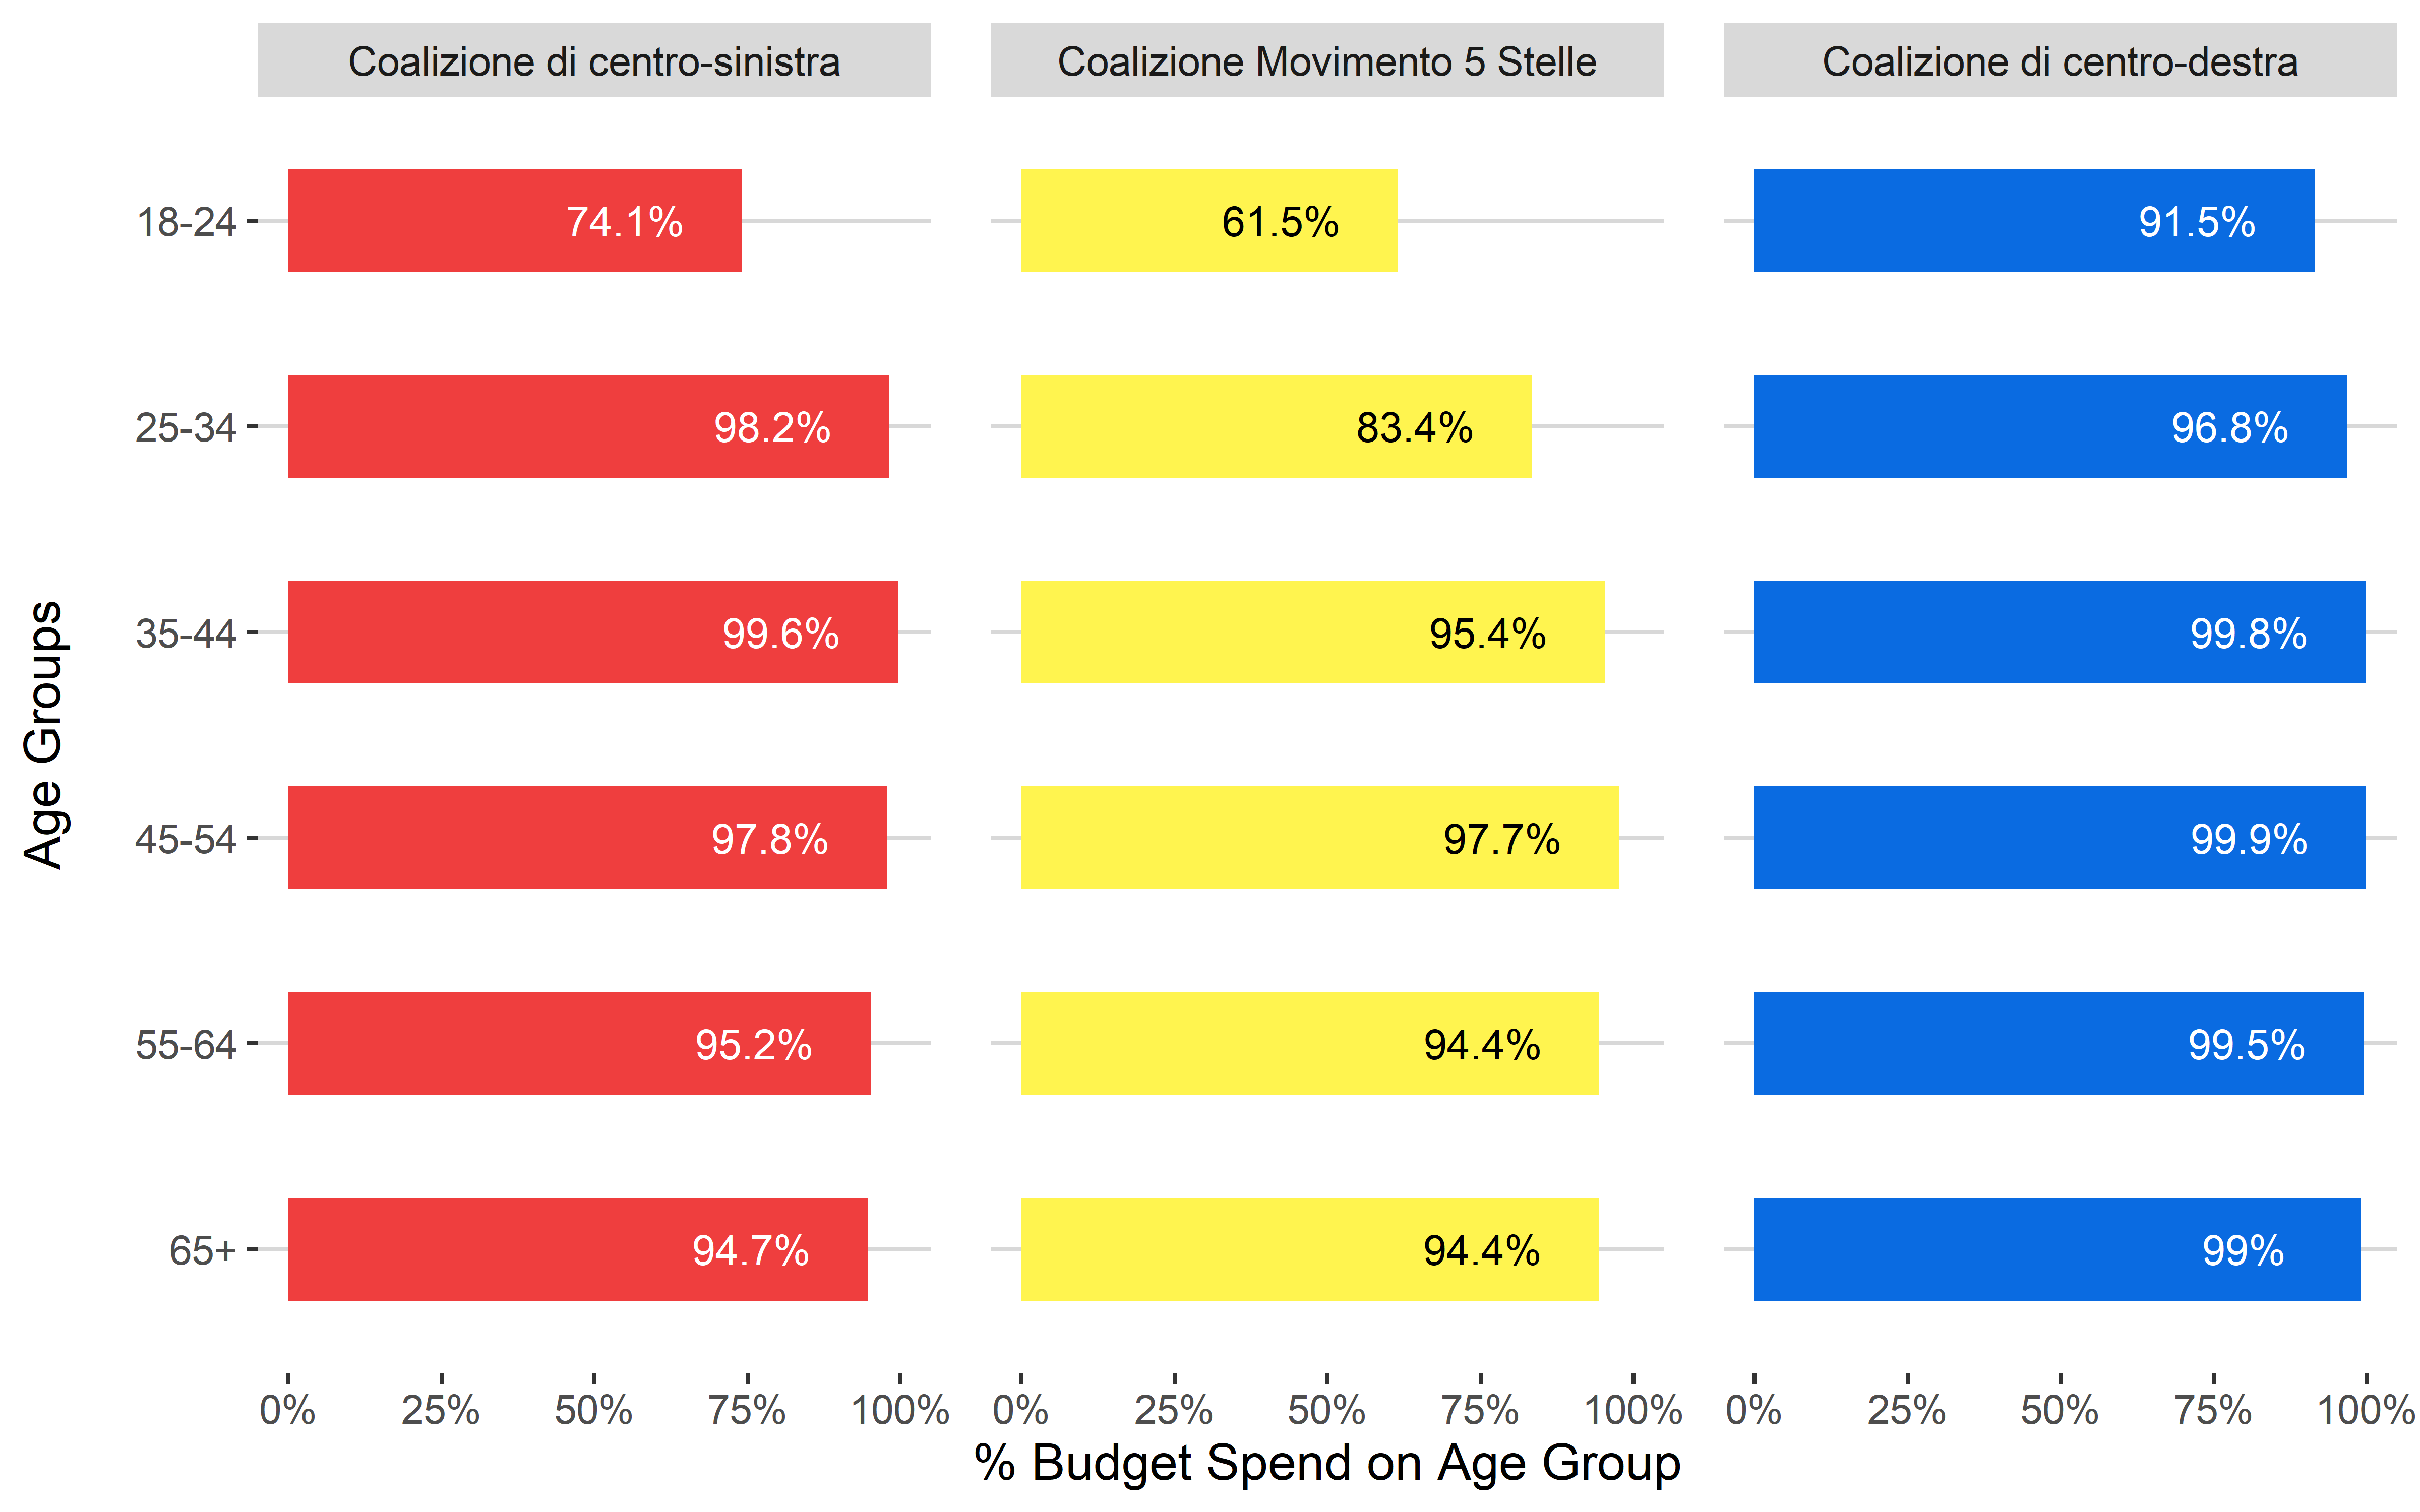 Coalizione di centro-sinistra Coalizione Movimento 5 Stelle Coalizione di centro-destra
18-24 74.1% 61.5% 91.5%
25-34 98.2% 83.4% 96.8%
35-44 99.6% 95.4% 99.8%
45-54 97.8% 97.7% 99.9%
55-64 95.2% 94.4% 99.5%
65+ 94.7% 94.4% 99%
Age Groups
0% 25% 50% 75% 100% 0% 25% 50% 75% 100% 0% 25% 50% 75% 100%
% Budget Spend on Age Group